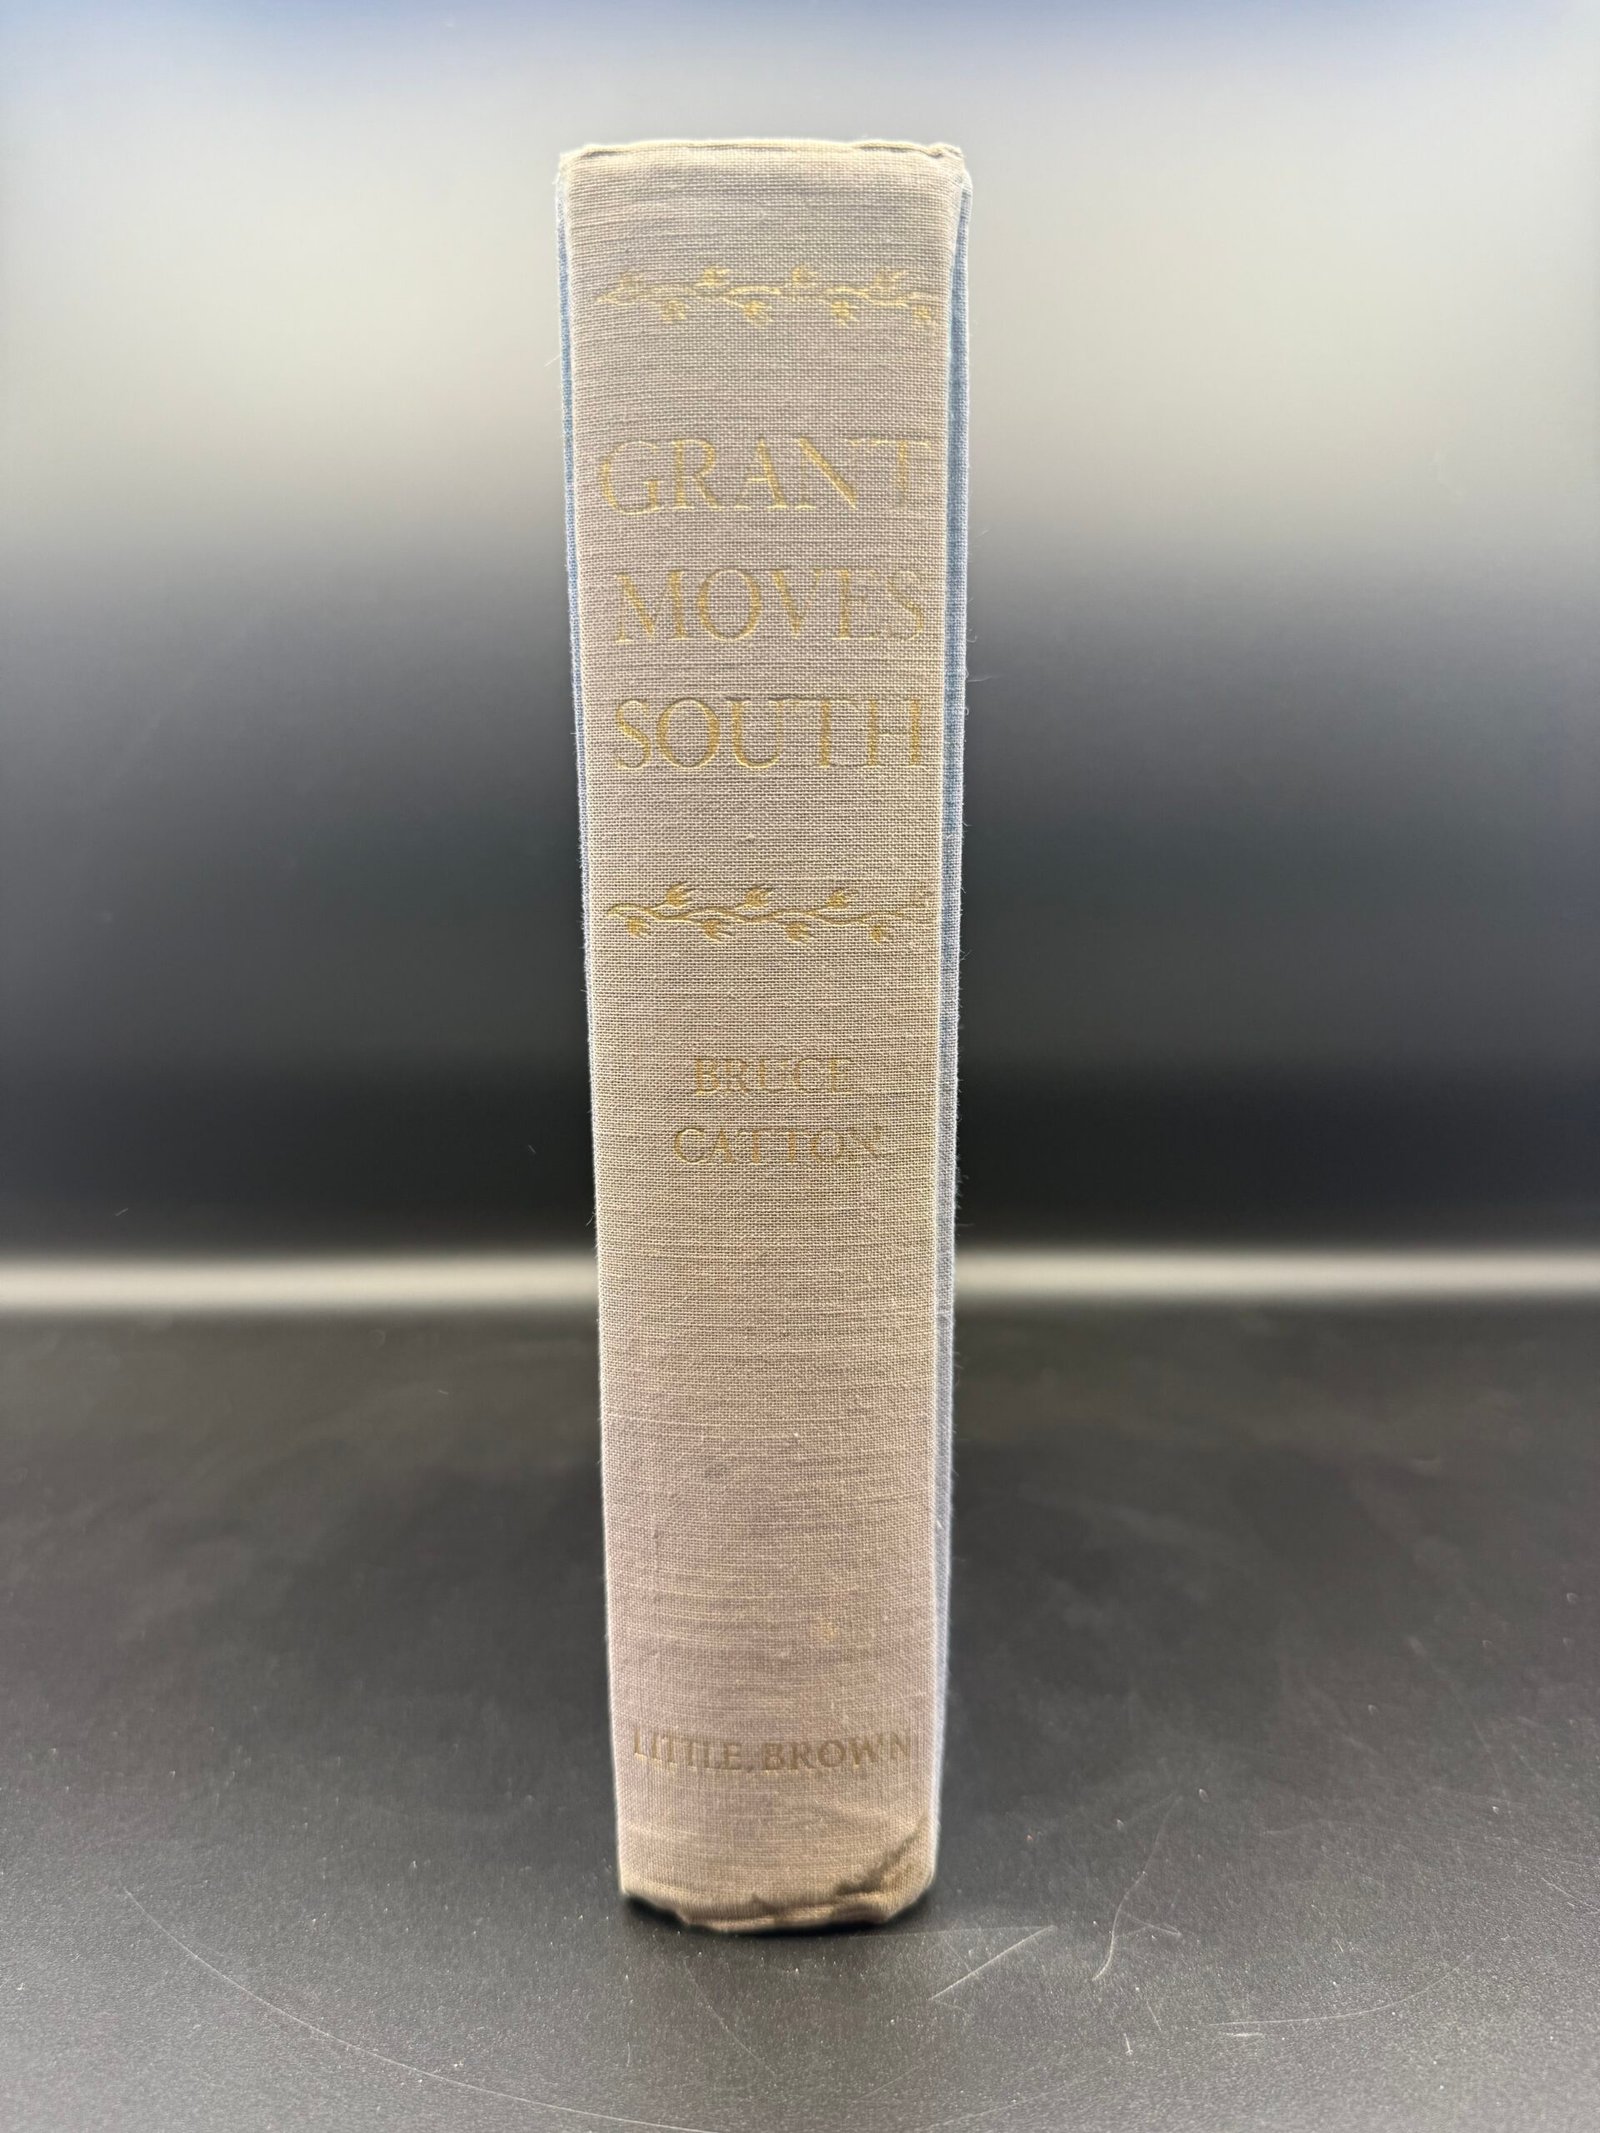 GRANT
MOVES
SOUTH
BRUCE
CATTON
LITTLE, BROWN